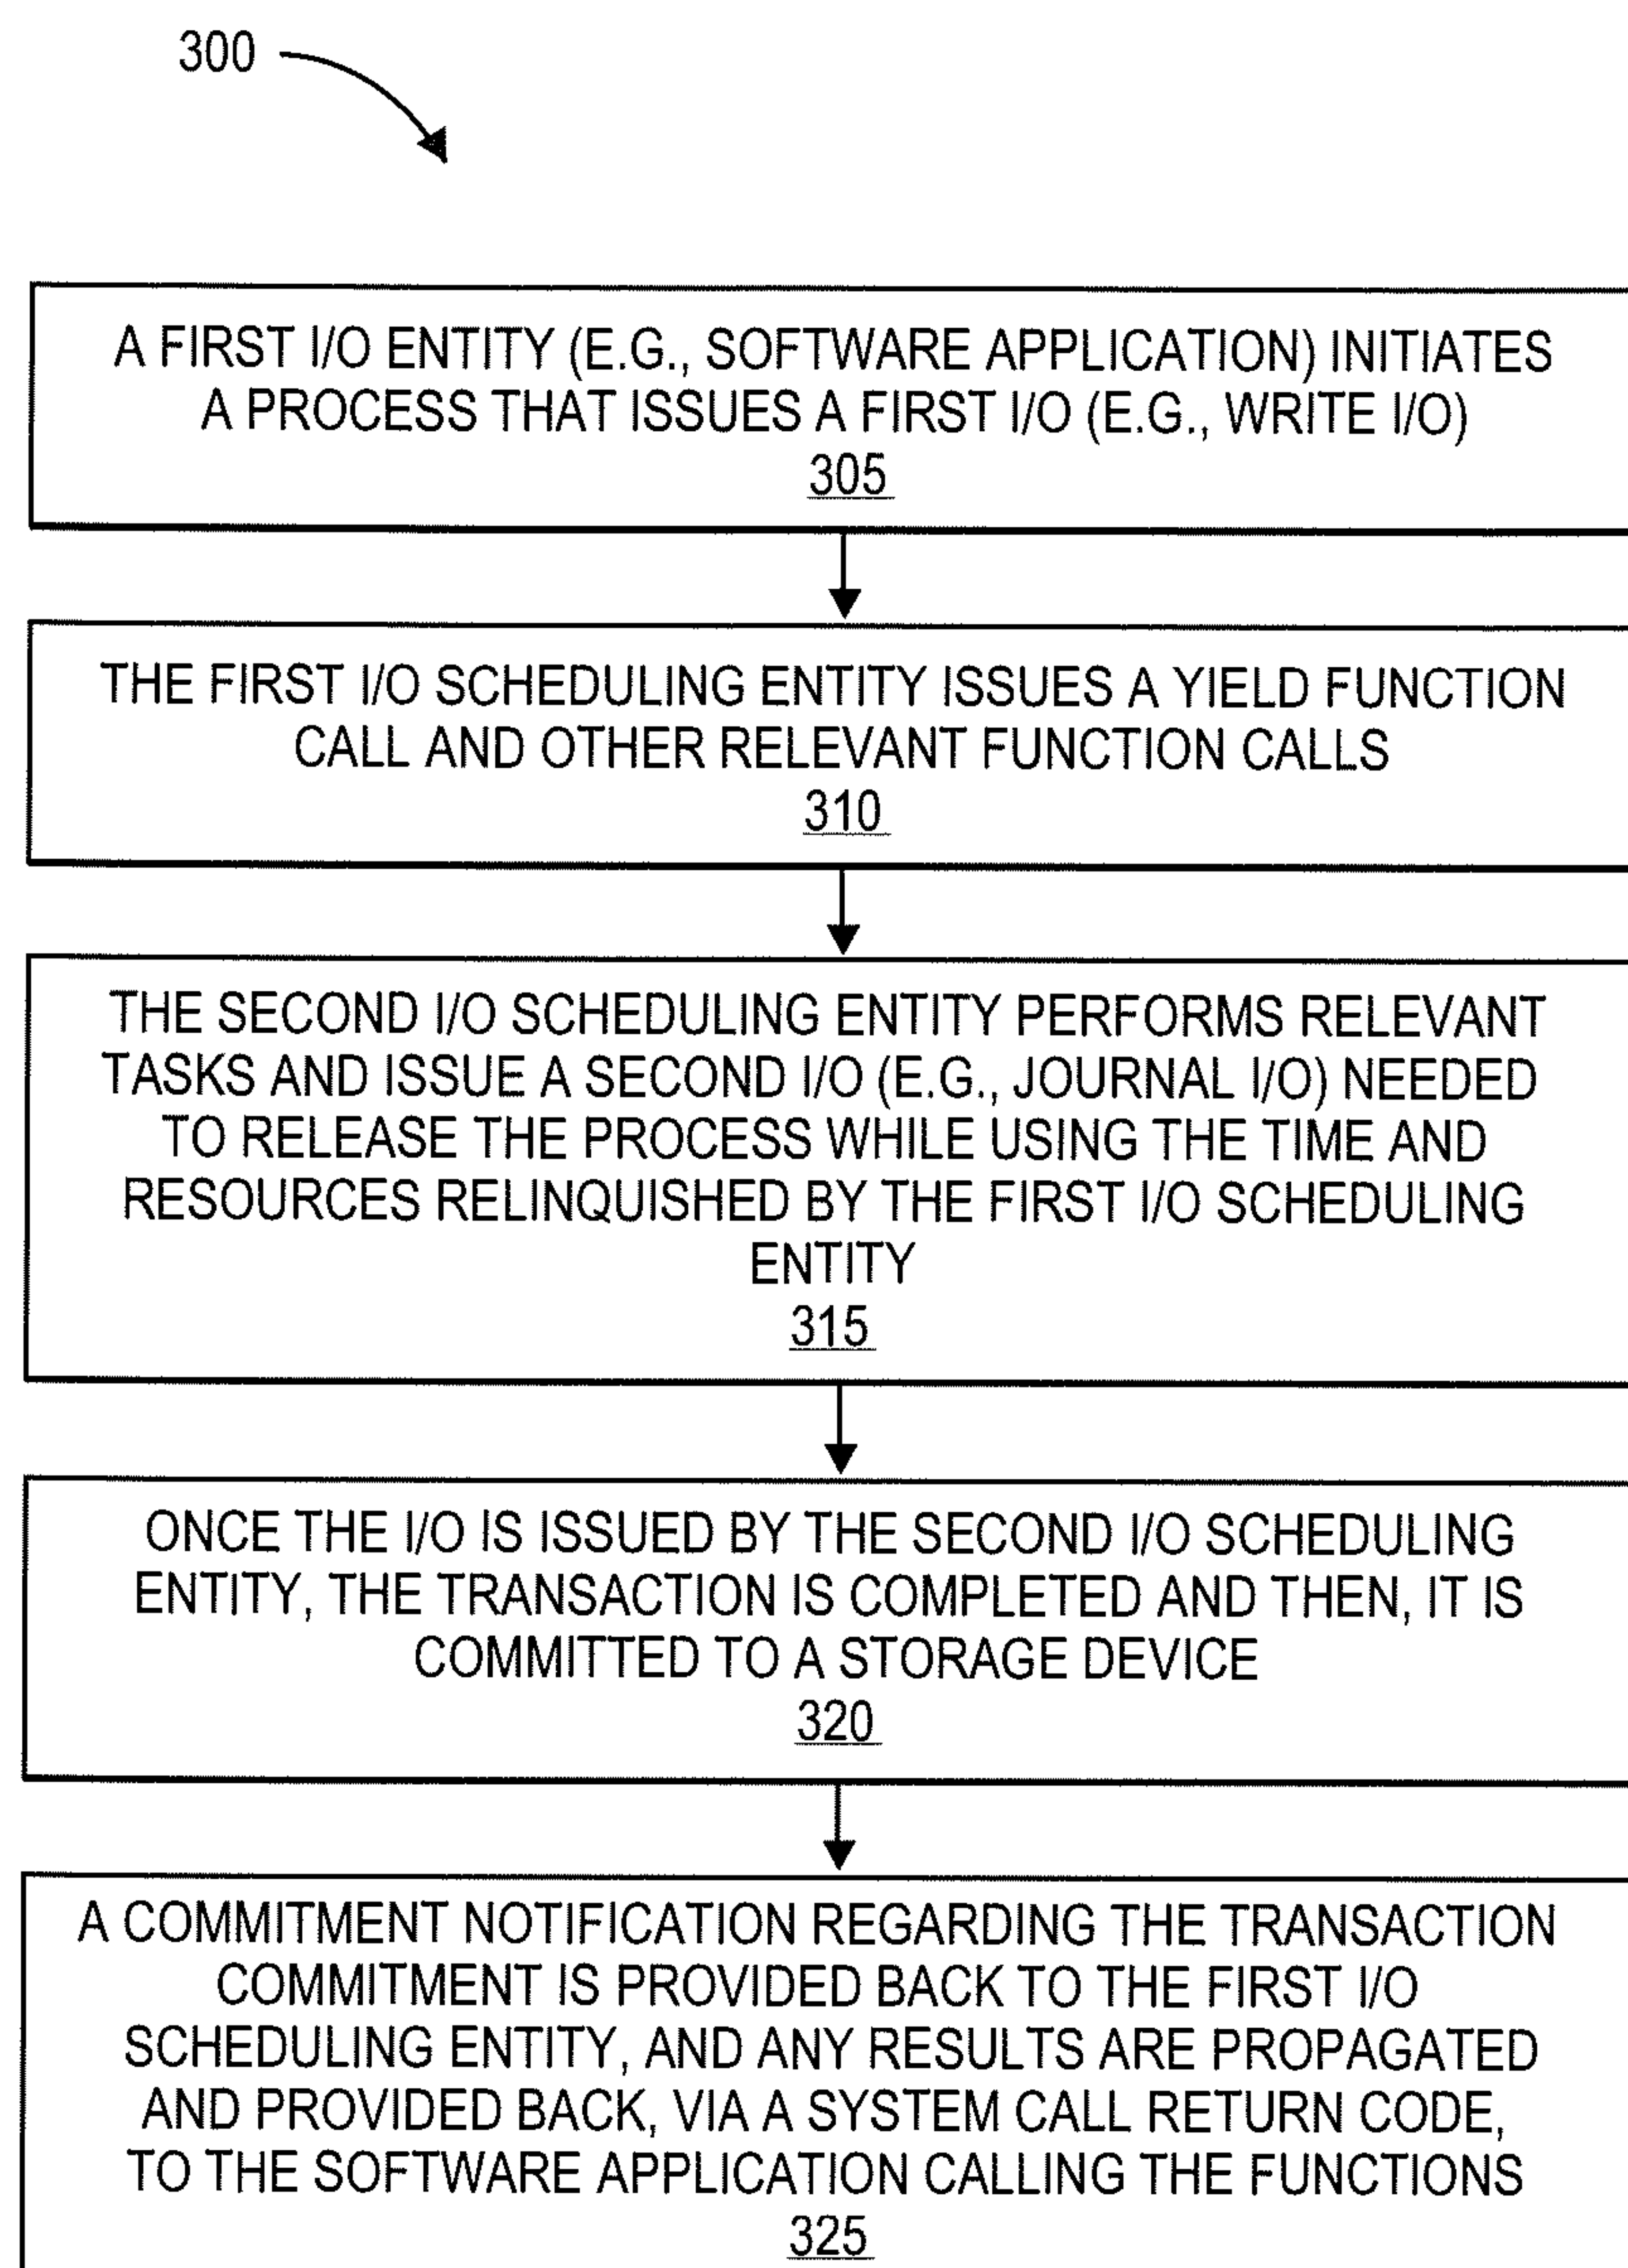 300
A FIRST I/O ENTITY (E.G., SOFTWARE APPLICATION) INITIATES
A PROCESS THAT ISSUES A FIRST I/O (E.G., WRITE I/O)
305
THE FIRST I/O SCHEDULING ENTITY ISSUES A YIELD FUNCTION
CALL AND OTHER RELEVANT FUNCTION CALLS
310
THE SECOND I/O SCHEDULING ENTITY PERFORMS RELEVANT
TASKS AND ISSUE A SECOND I/O (E.G., JOURNAL I/O) NEEDED
TO RELEASE THE PROCESS WHILE USING THE TIME AND
RESOURCES RELINQUISHED BY THE FIRST I/O SCHEDULING
ENTITY
315
ONCE THE I/O IS ISSUED BY THE SECOND I/O SCHEDULING
ENTITY, THE TRANSACTION IS COMPLETED AND THEN, IT IS
COMMITTED TO A STORAGE DEVICE
320
A COMMITMENT NOTIFICATION REGARDING THE TRANSACTION
COMMITMENT IS PROVIDED BACK TO THE FIRST I/O
SCHEDULING ENTITY, AND ANY RESULTS ARE PROPAGATED
AND PROVIDED BACK, VIA A SYSTEM CALL RETURN CODE,
TO THE SOFTWARE APPLICATION CALLING THE FUNCTIONS
325